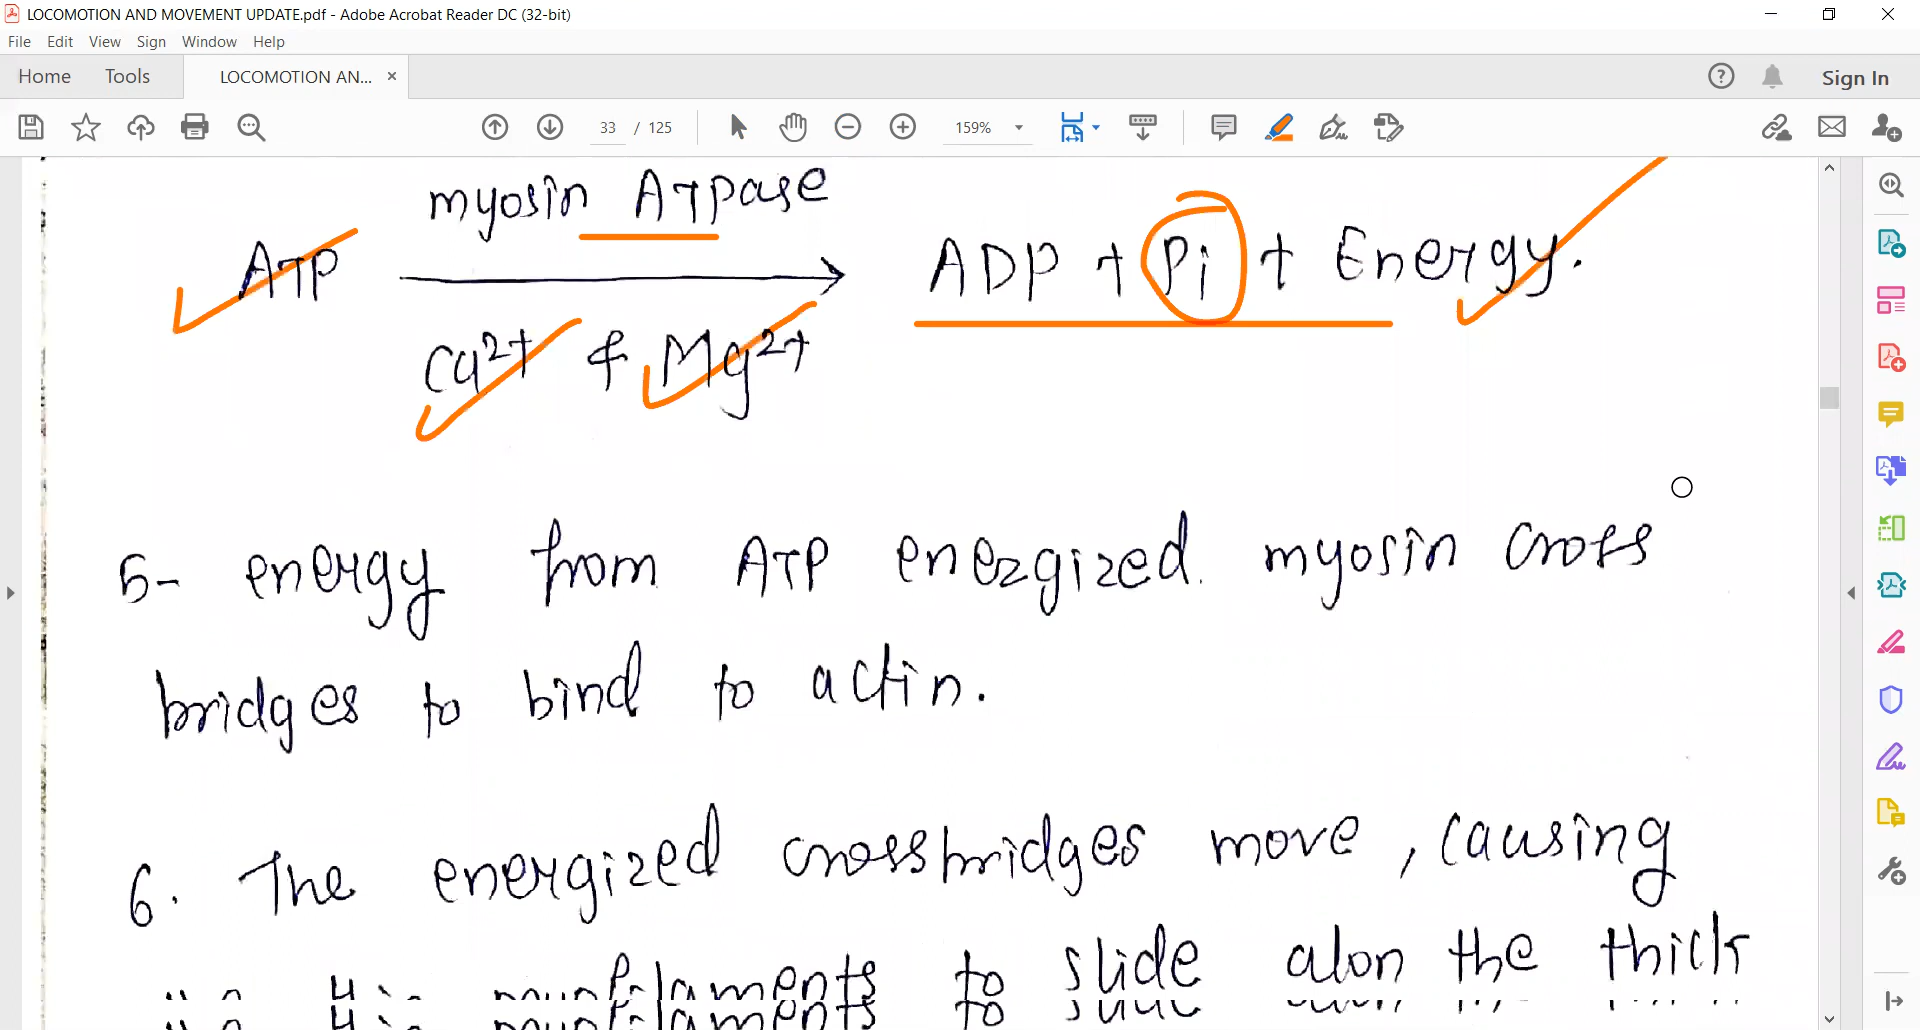 LOCOMOTION AND MOVEMENT UPDATE.pdf - Adobe Acrobat Reader DC (32-bit)
File Edit View Sign Window Help
Home Tools LOCOMOTION AN... × Sign In
33 / 125 159%
myosin ATPase
ATP ADP + Pi + Energy.
Ca2+ & Mg2+
5- energy from ATP energized myosin cross
bridges to bind to actin.
6. The energized crossbridges move, causing
myofilaments to slide alon the thick